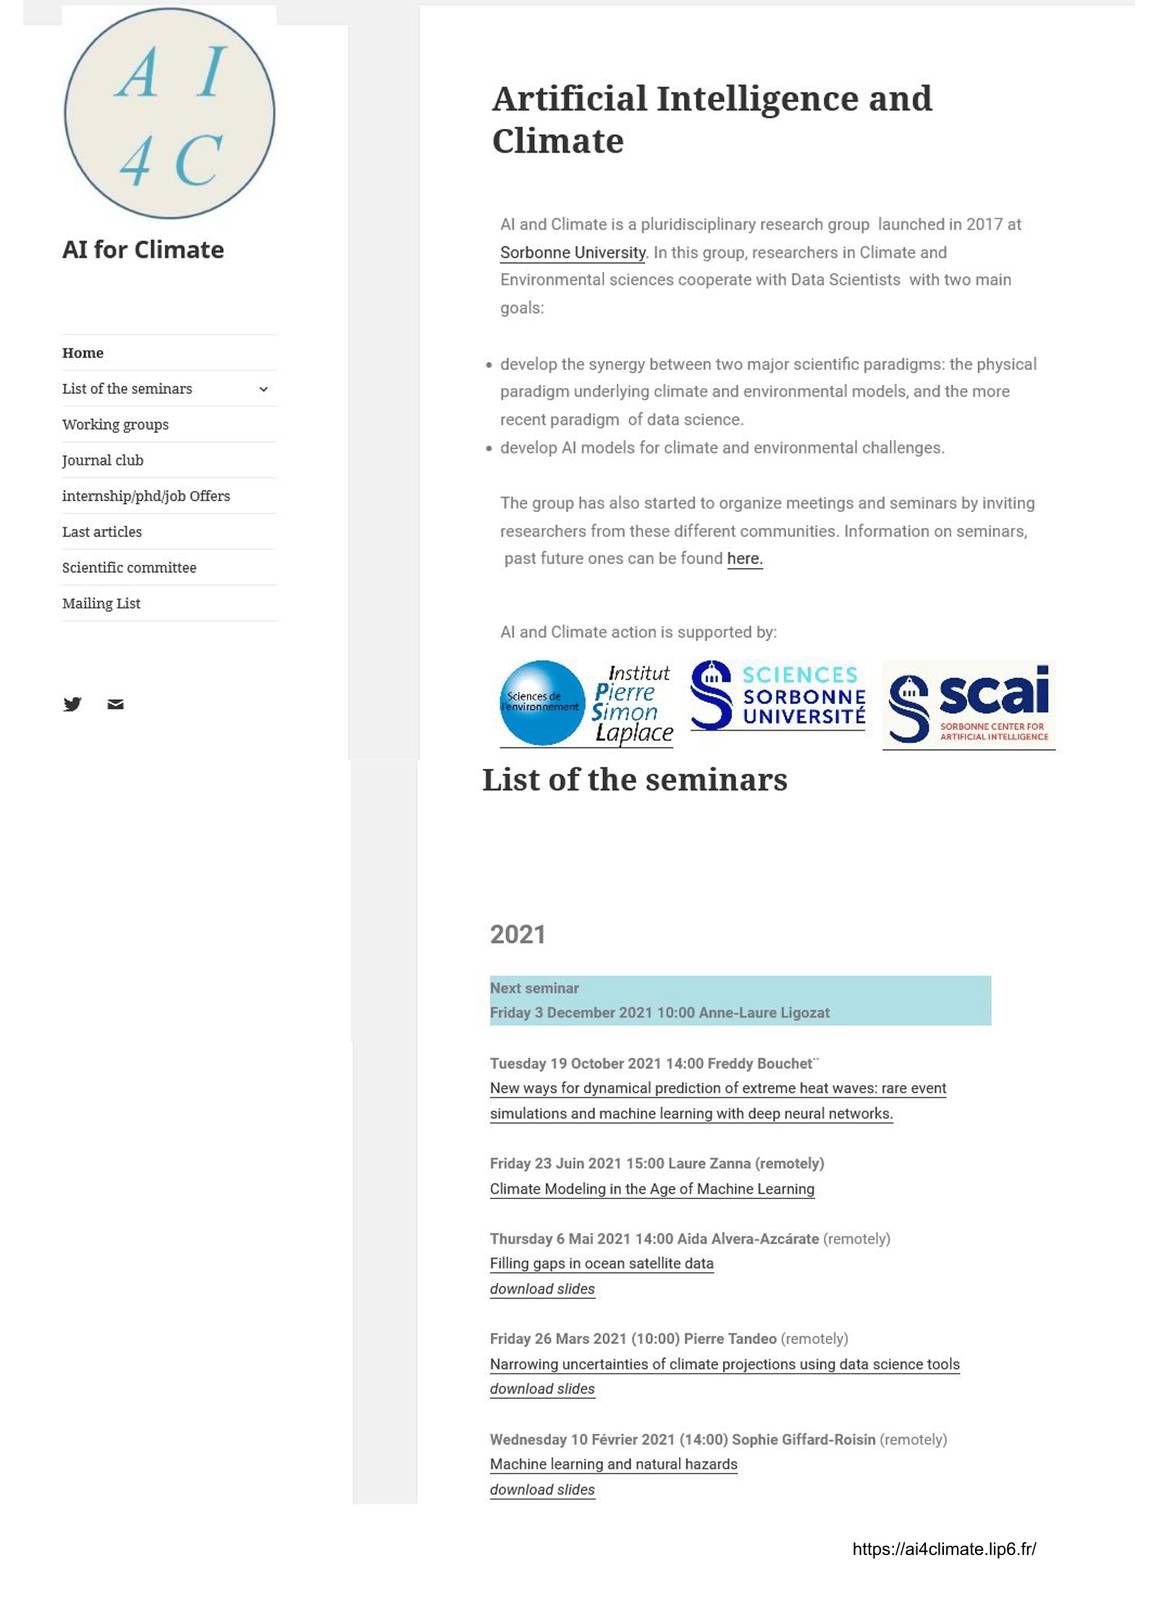 A I
4 C
AI for Climate
Home
List of the seminars
Working groups
Journal club
internship/phd/job Offers
Last articles
Scientific committee
Mailing List
Artificial Intelligence and
Climate
AI and Climate is a pluridisciplinary research group launched in 2017 at
Sorbonne University. In this group, researchers in Climate and
Environmental sciences cooperate with Data Scientists with two main
goals:
• develop the synergy between two major scientific paradigms: the physical
paradigm underlying climate and environmental models, and the more
recent paradigm of data science.
• develop AI models for climate and environmental challenges.
The group has also started to organize meetings and seminars by inviting
researchers from these different communities. Information on seminars,
past future ones can be found here.
AI and Climate action is supported by:
Sciences de
l'environnement
Institut
Pierre
Simon
Laplace
SCIENCES
SORBONNE
UNIVERSITÉ
scai
SORBONNE CENTER FOR
ARTIFICIAL INTELLIGENCE
List of the seminars
2021
Next seminar
Friday 3 December 2021 10:00 Anne-Laure Ligozat
Tuesday 19 October 2021 14:00 Freddy Bouchet¨
New ways for dynamical prediction of extreme heat waves: rare event
simulations and machine learning with deep neural networks.
Friday 23 Juin 2021 15:00 Laure Zanna (remotely)
Climate Modeling in the Age of Machine Learning
Thursday 6 Mai 2021 14:00 Aida Alvera-Azcárate (remotely)
Filling gaps in ocean satellite data
download slides
Friday 26 Mars 2021 (10:00) Pierre Tandeo (remotely)
Narrowing uncertainties of climate projections using data science tools
download slides
Wednesday 10 Février 2021 (14:00) Sophie Giffard-Roisin (remotely)
Machine learning and natural hazards
download slides
https://ai4climate.lip6.fr/